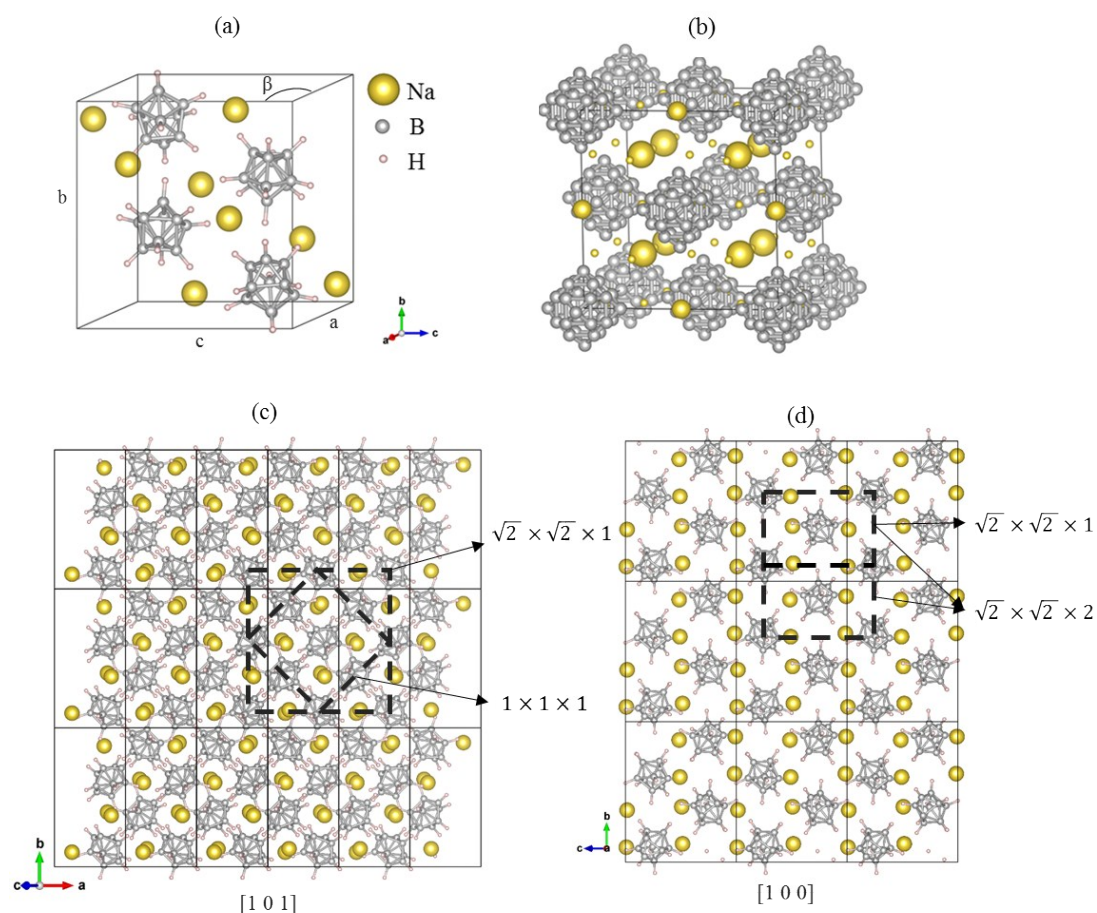 (a)
(b)
β
Na
B
H
b
a
c
b
a
c
(c)
(d)
√2 × √2 × 1
√2 × √2 × 1
√2 × √2 × 2
1 × 1 × 1
b
c
a
b
c
a
[1 0 1]
[1 0 0]